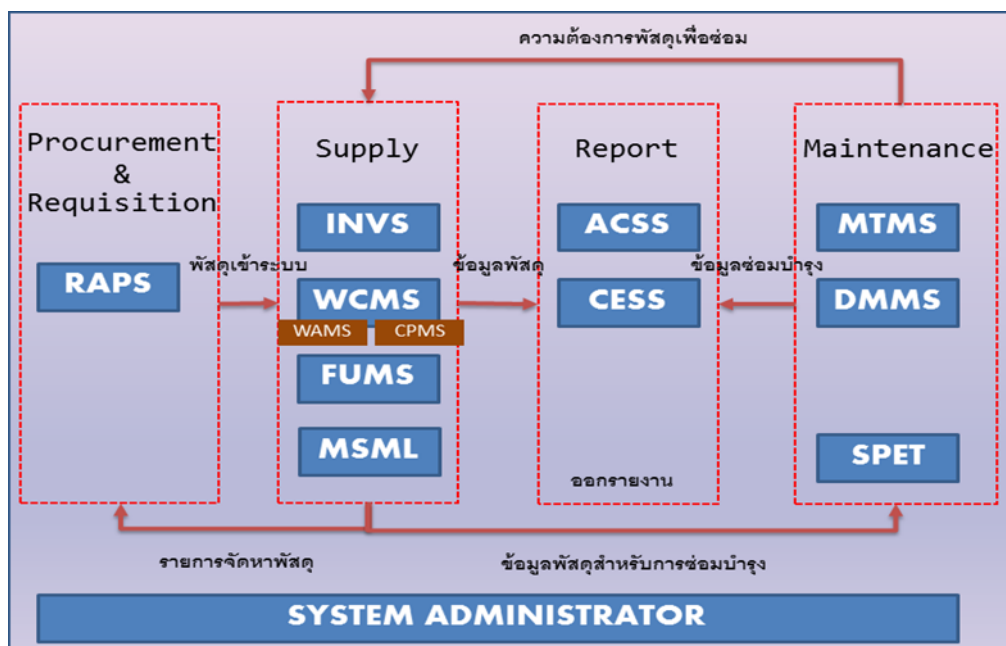 ความต้องการพัสดุเพื่อซ่อม
Procurement
&
Requisition
Supply
Report
Maintenance
RAPS
INVS
WCMS
WAMS
CPMS
FUMS
MSML
ACSS
CESS
MTMS
DMMS
SPET
พัสดุเข้าระบบ
ข้อมูลพัสดุ
ข้อมูลซ่อมบำรุง
ออกรายงาน
รายการจัดหาพัสดุ
ข้อมูลพัสดุสำหรับการซ่อมบำรุง
SYSTEM ADMINISTRATOR